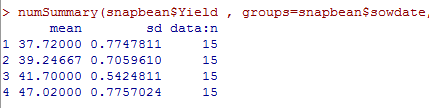 > numSummary(snapbean$Yield , groups=snapbean$sowdate,
mean sd data:n
1 37.72000 0.7747811 15
2 39.24667 0.7059610 15
3 41.70000 0.5424811 15
4 47.02000 0.7757024 15